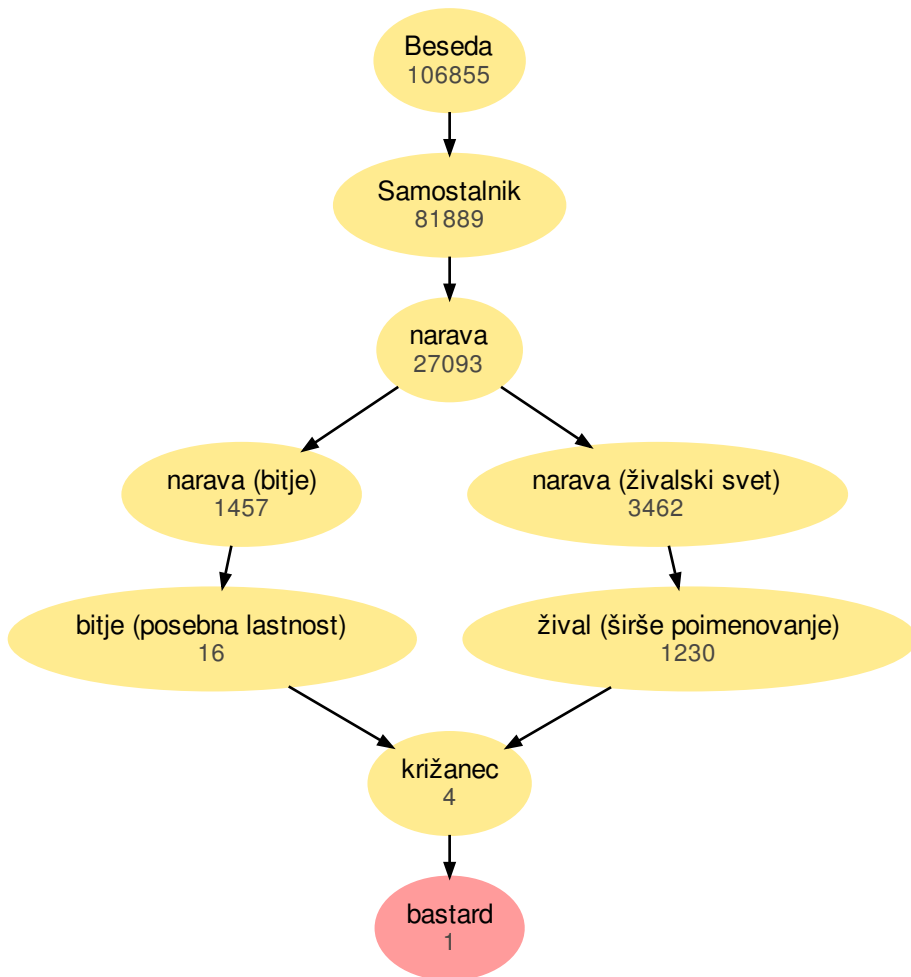 Beseda
106855
Samostalnik
81889
narava
27093
narava (bitje)
1457
narava (živalski svet)
3462
bitje (posebna lastnost)
16
žival (širše poimenovanje)
1230
križanec
4
bastard
1